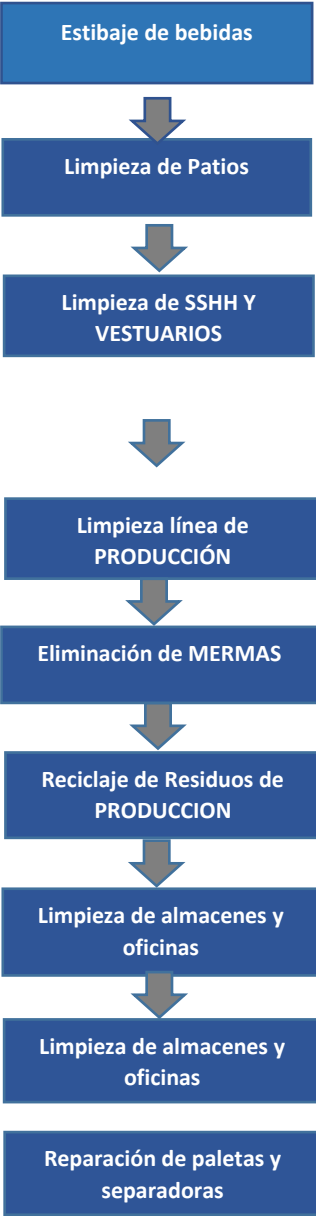 Estibaje de bebidas
Limpieza de Patios
Limpieza de SSHH Y
VESTUARIOS
Limpieza línea de
PRODUCCIÓN
Eliminación de MERMAS
Reciclaje de Residuos de
PRODUCCION
Limpieza de almacenes y
oficinas
Limpieza de almacenes y
oficinas
Reparación de paletas y
separadoras